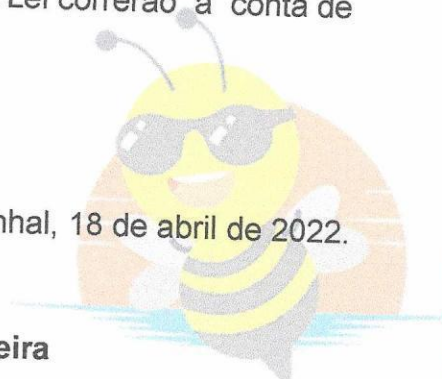 Lei correrão à conta de
nhal, 18 de abril de 2022.
eira